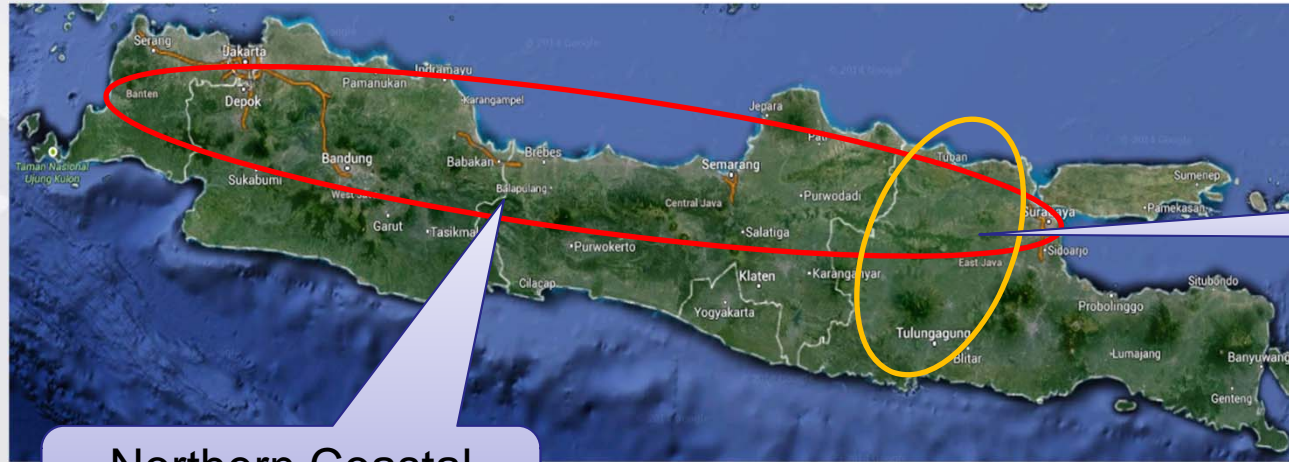 Serang
Jakarta
Banten
Depok
Pamanukan
Indramayu
Karangampel
© 2014 Google
Taman Nasional
Ujung Kulon
Sukabumi
Bandung
West Java
Garut
Tasikmal
Babakan
Brebes
Balapulang
Purwokerto
Cilacap
Jepara
Pati
Semarang
Central Java
Purwodadi
Salatiga
Klaten
Karanganyar
Yogyakarta
Tuban
Surabaya
Sidoarjo
East Java
Sumenep
Pamekasan
Tulungagung
Blitar
Probolinggo
Situbondo
Lumajang
Banyuwang
Genteng
Northern Coastal